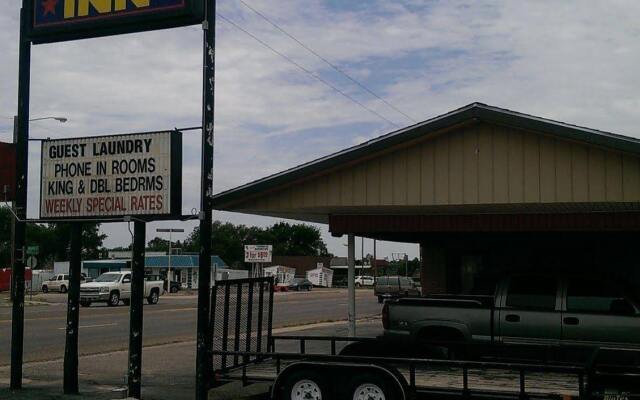 INN
GUEST LAUNDRY
PHONE IN ROOMS
KING & DBL BEDRMS
WEEKLY SPECIAL RATES